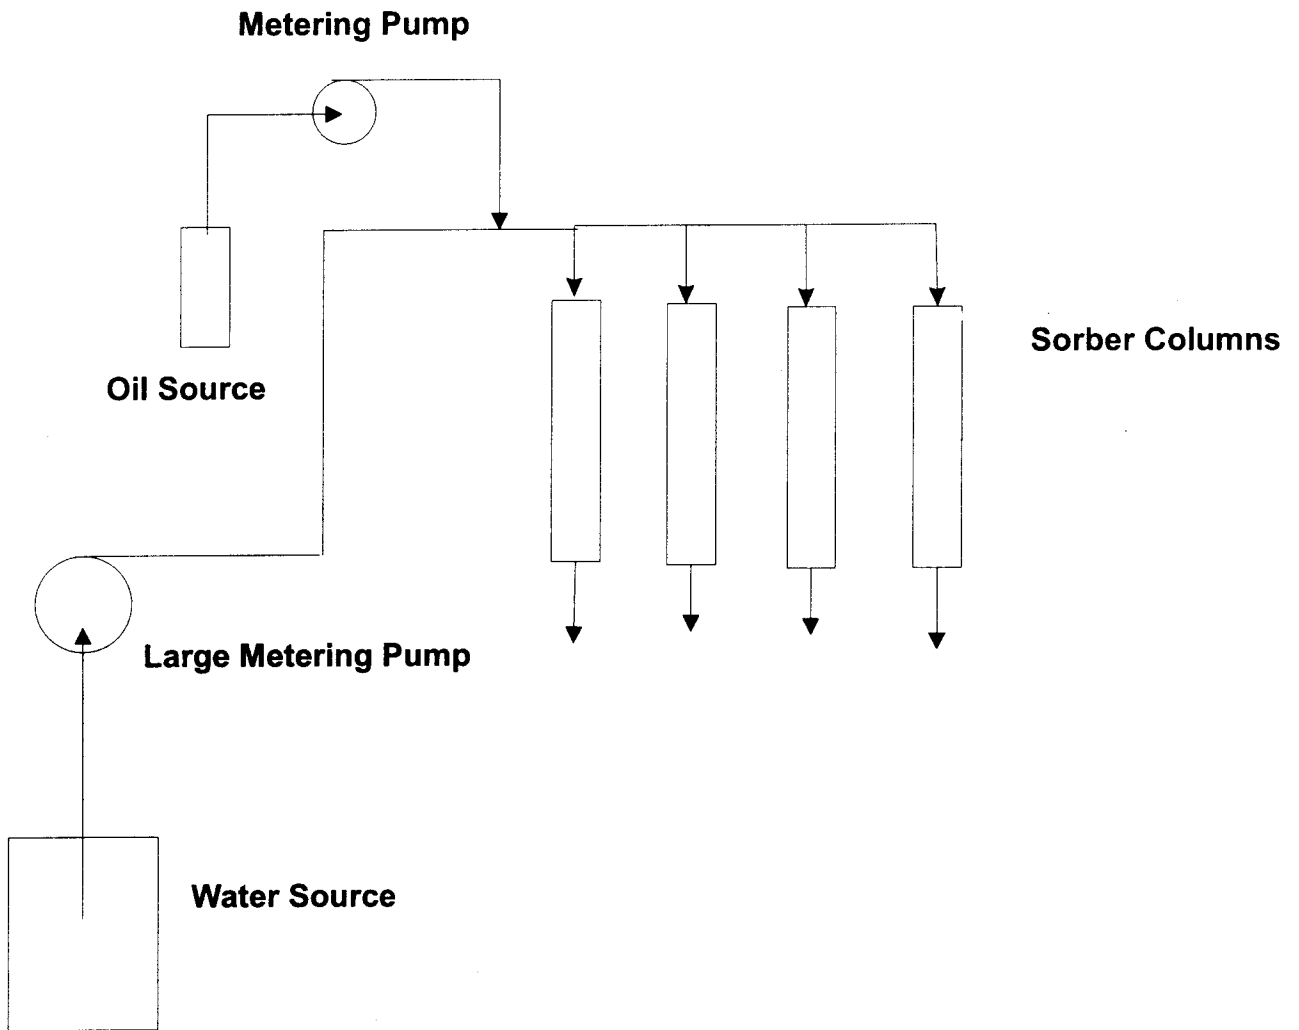 Metering Pump
Oil Source
Sorber Columns
Large Metering Pump
Water Source